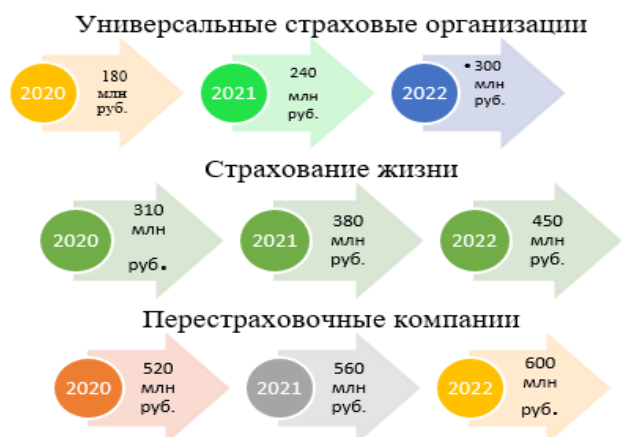 Универсальные страховые организации
2020
180
млн
руб.
2021
240
млн
руб.
2022
• 300
млн
руб.
Страхование жизни
2020
310
млн
руб.
2021
380
млн
руб.
2022
450
млн
руб.
Перестраховочные компании
2020
520
млн
руб.
2021
560
млн
руб.
2022
600
млн
руб.